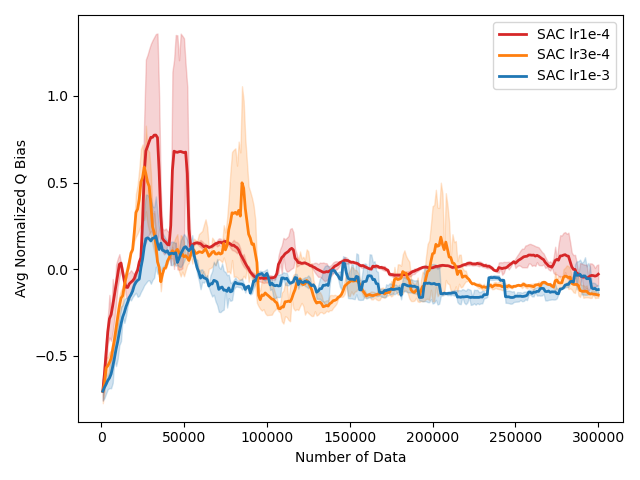 SAC lr1e-4
SAC lr3e-4
SAC lr1e-3
Avg Normalized Q Bias
1.0
0.5
0.0
−0.5
0 50000 100000 150000 200000 250000 300000
Number of Data